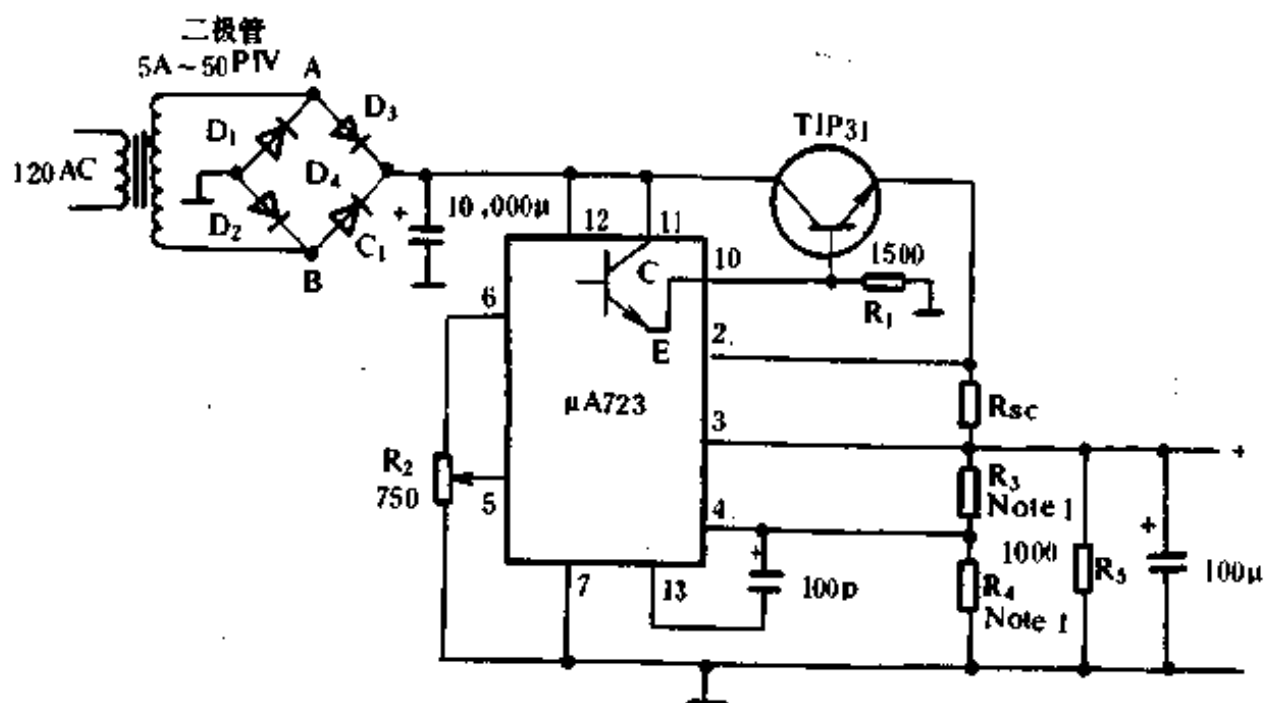 二极管
5A~50PIV
A
D₁
D₃
120AC
D₂
D₄
C₁
B
10,000μ
TIP31
12
11
10
C
E
1500
R₁
6
2
μA723
Rsc
3
R₂
750
5
R₃
Note 1
4
1000
R₅
R₄
Note 1
100μ
7
13
100p
+
+
+
+